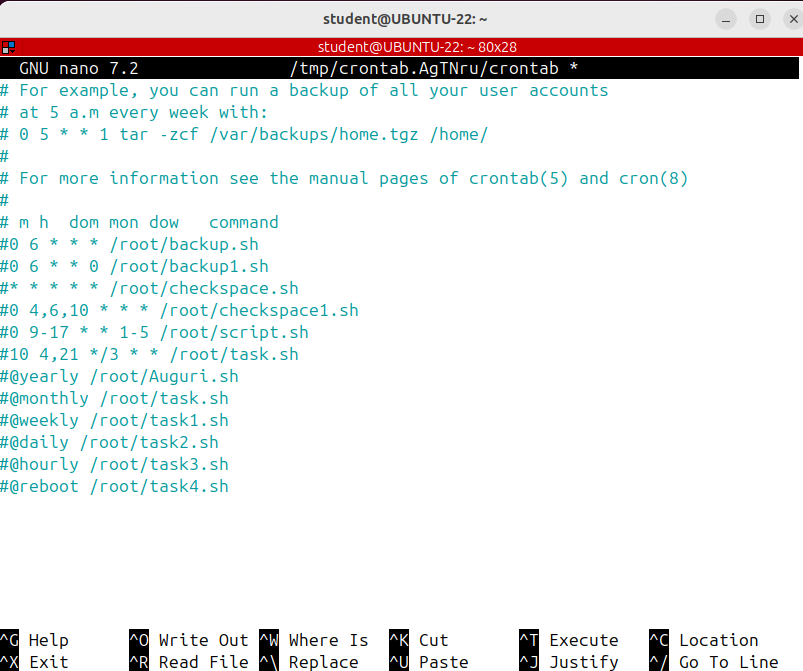 student@UBUNTU-22: ~
student@UBUNTU-22: ~ 80x28
GNU nano 7.2 /tmp/crontab.AgTNru/crontab *
# For example, you can run a backup of all your user accounts
# at 5 a.m every week with:
# 0 5 * * 1 tar -zcf /var/backups/home.tgz /home/
#
# For more information see the manual pages of crontab(5) and cron(8)
#
# m h  dom mon dow   command
#0 6 * * * /root/backup.sh
#0 6 * * 0 /root/backup1.sh
#* * * * * /root/checkspace.sh
#0 4,6,10 * * * /root/checkspace1.sh
#0 9-17 * * 1-5 /root/script.sh
#10 4,21 */3 * * /root/task.sh
#@yearly /root/Auguri.sh
#@monthly /root/task.sh
#@weekly /root/task1.sh
#@daily /root/task2.sh
#@hourly /root/task3.sh
#@reboot /root/task4.sh
^G Help ^O Write Out ^W Where Is ^K Cut ^T Execute ^C Location
^X Exit ^R Read File ^\ Replace ^U Paste ^J Justify ^/ Go To Line